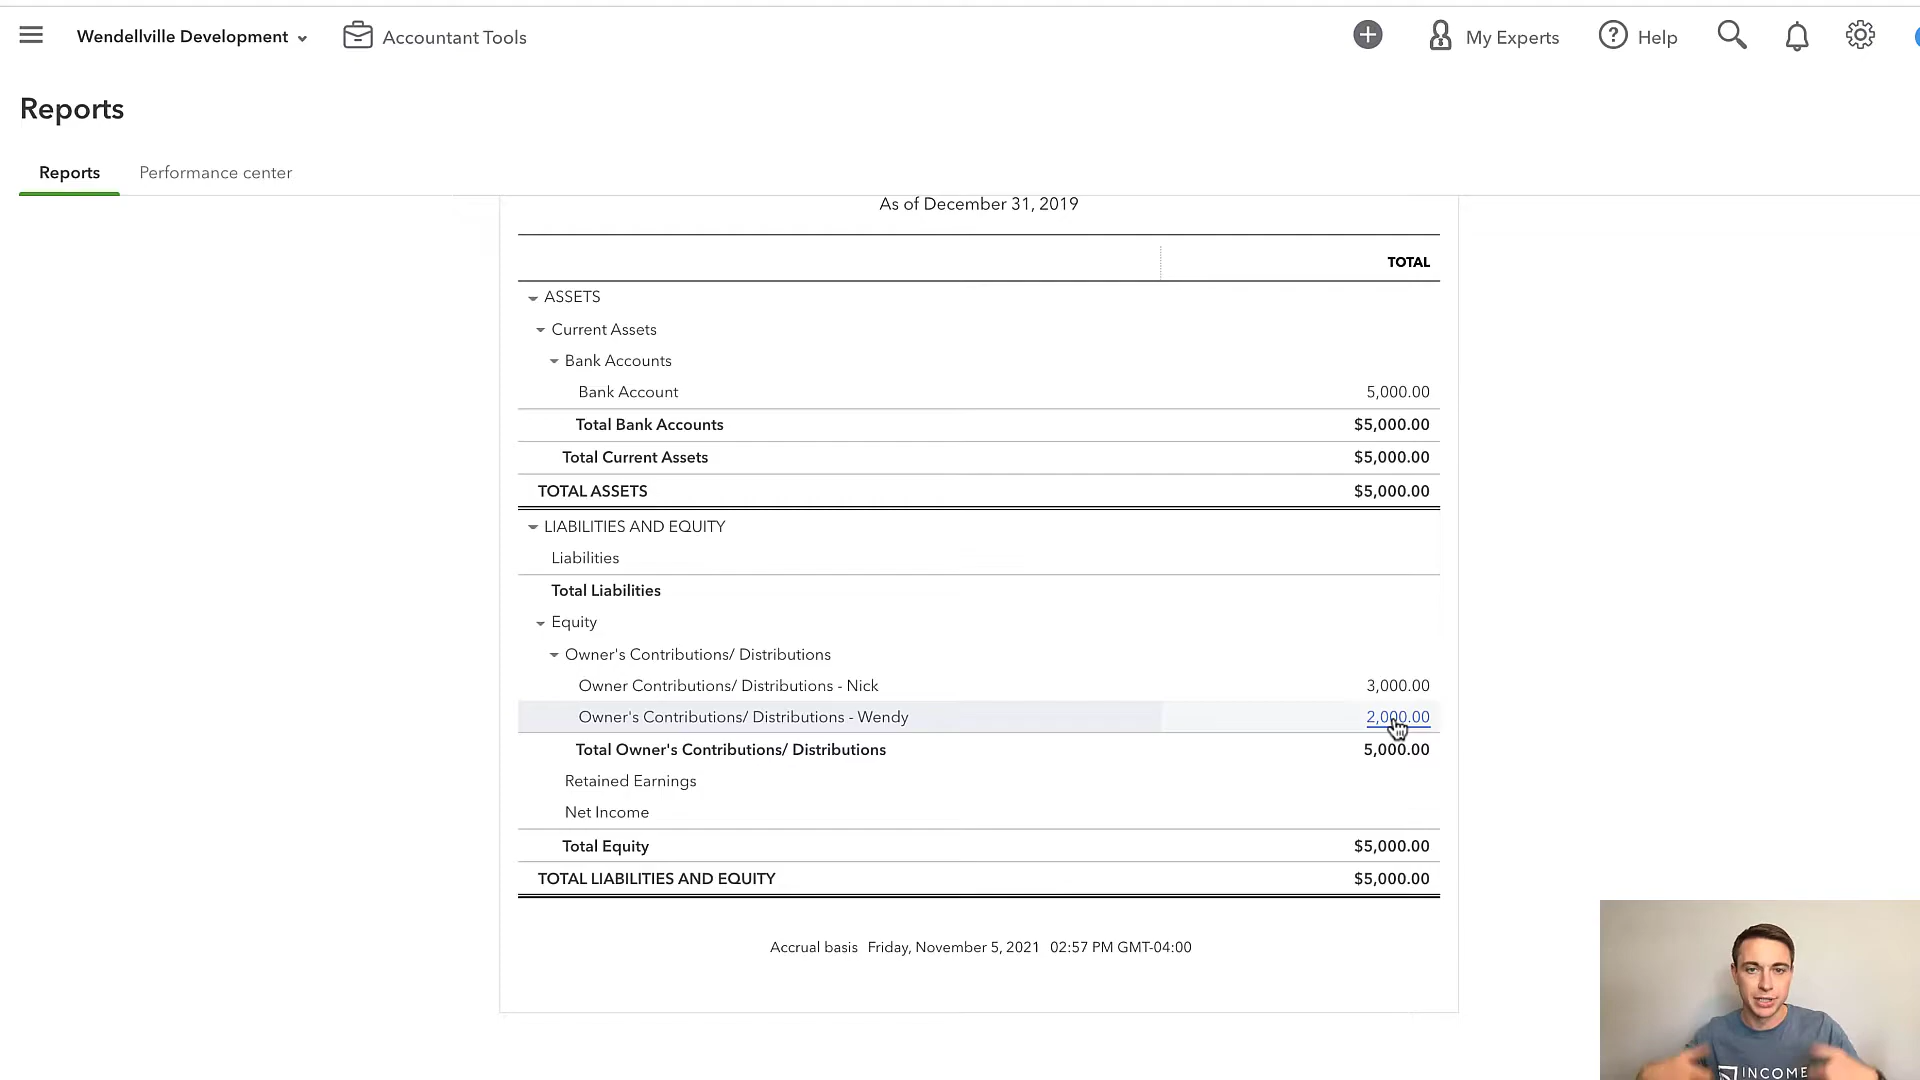 Wendellville Development Accountant Tools My Experts Help
Reports
Reports Performance center
As of December 31, 2019
TOTAL
ASSETS
Current Assets
Bank Accounts
Bank Account 5,000.00
Total Bank Accounts $5,000.00
Total Current Assets $5,000.00
TOTAL ASSETS $5,000.00
LIABILITIES AND EQUITY
Liabilities
Total Liabilities
Equity
Owner's Contributions/ Distributions
Owner Contributions/ Distributions - Nick 3,000.00
Owner's Contributions/ Distributions - Wendy 2,000.00
Total Owner's Contributions/ Distributions 5,000.00
Retained Earnings
Net Income
Total Equity $5,000.00
TOTAL LIABILITIES AND EQUITY $5,000.00
Accrual basis Friday, November 5, 2021 02:57 PM GMT-04:00
INCOME